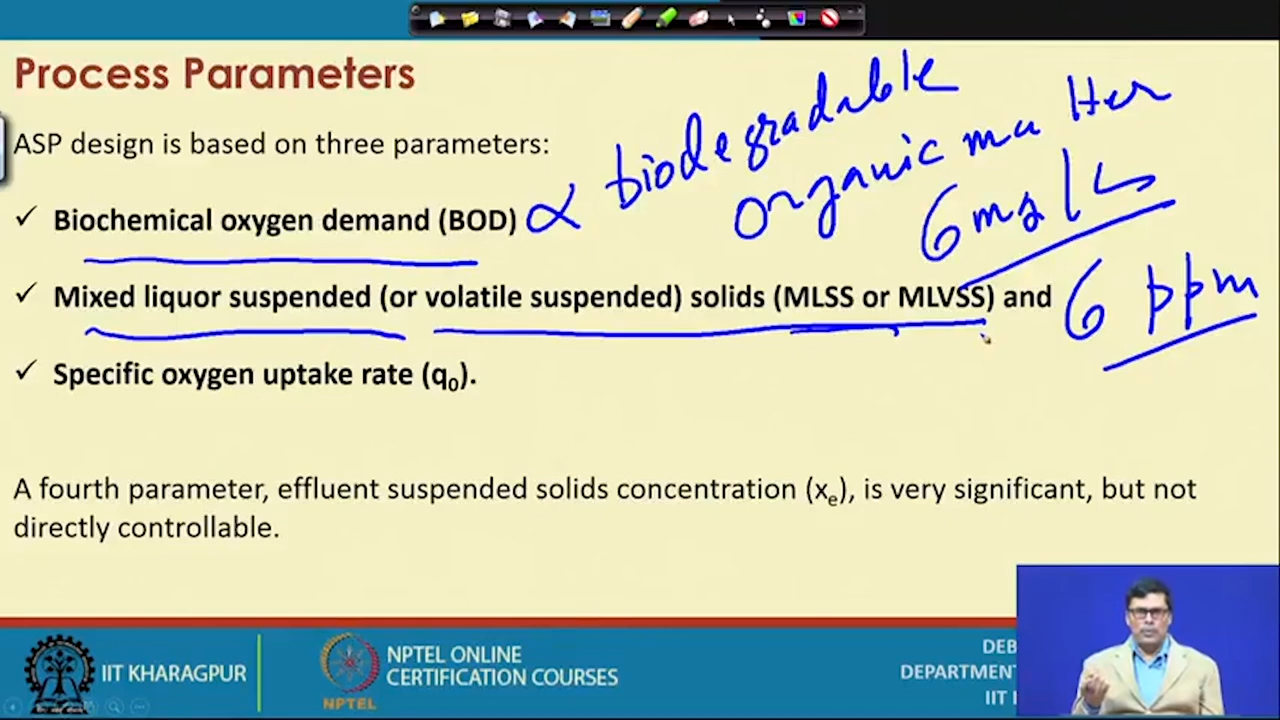 Process Parameters
ASP design is based on three parameters:
✓ Biochemical oxygen demand (BOD) ∝ biodegradable
organic matter
6 mg/L
✓ Mixed liquor suspended (or volatile suspended) solids (MLSS or MLVSS) and
6 ppm
✓ Specific oxygen uptake rate (q₀).
A fourth parameter, effluent suspended solids concentration (xₑ), is very significant, but not
directly controllable.
IIT KHARAGPUR
NPTEL
NPTEL ONLINE
CERTIFICATION COURSES
DEB
DEPARTMENT
IIT